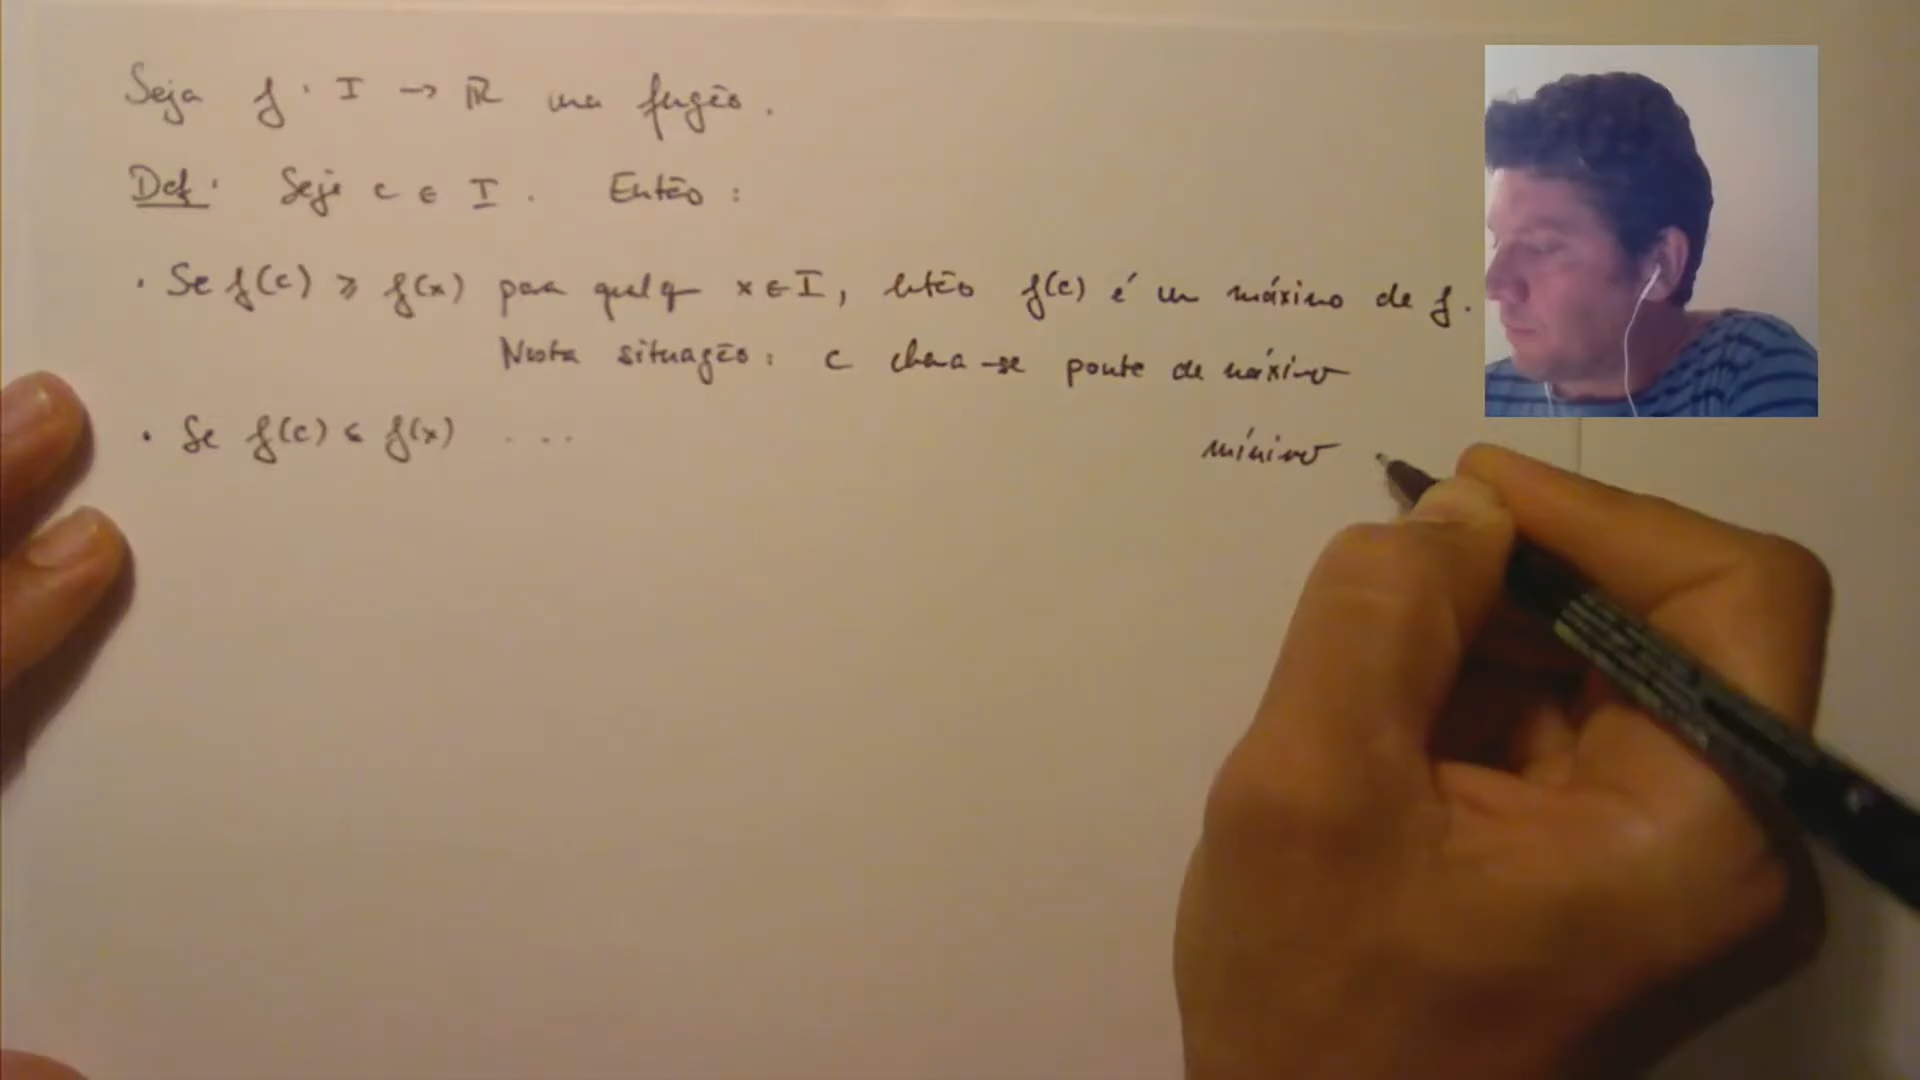 Seja f : I → ℝ uma função.
Def: Seja c ∈ I. Então:
· Se f(c) ≥ f(x) para qualq x ∈ I, então f(c) é um máximo de f.
Nesta situação: c chama-se ponto de máximo
· Se f(c) ≤ f(x) ... mínimo